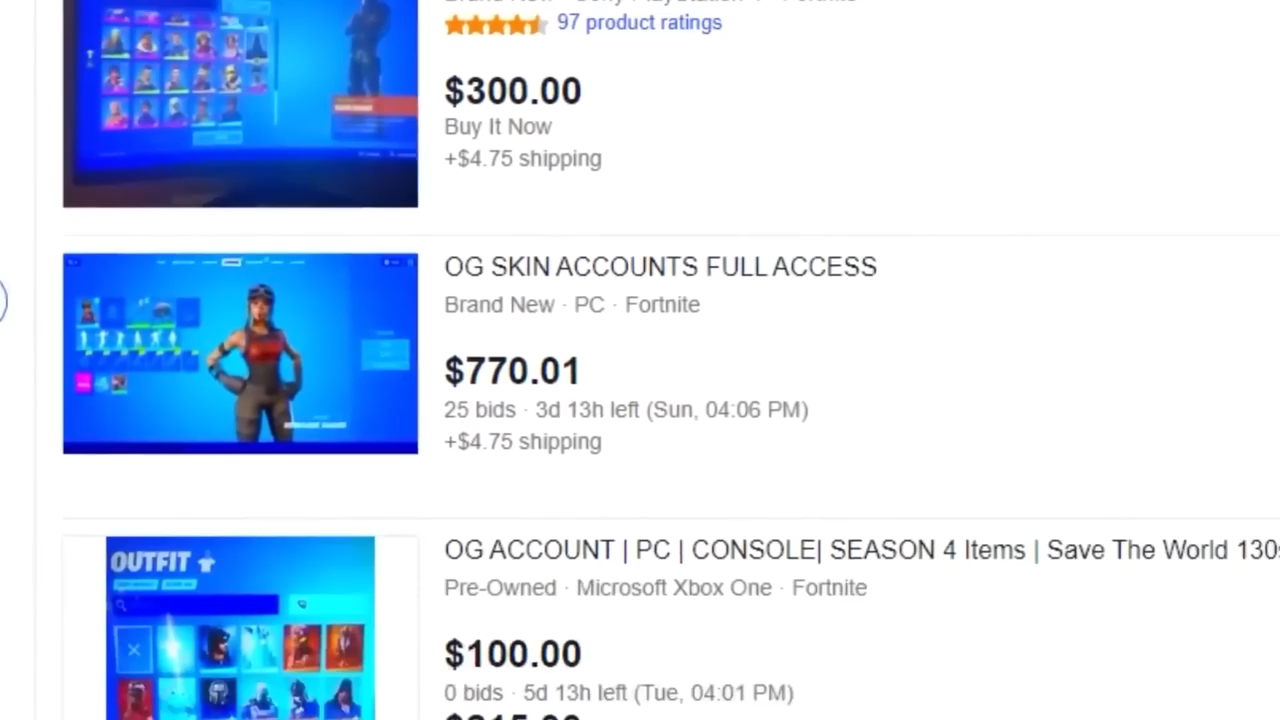 97 product ratings
$300.00
Buy It Now
+$4.75 shipping
OG SKIN ACCOUNTS FULL ACCESS
Brand New · PC · Fortnite
$770.01
25 bids · 3d 13h left (Sun, 04:06 PM)
+$4.75 shipping
OUTFIT
OG ACCOUNT | PC | CONSOLE| SEASON 4 Items | Save The World 130s
Pre-Owned · Microsoft Xbox One · Fortnite
$100.00
0 bids · 5d 13h left (Tue, 04:01 PM)